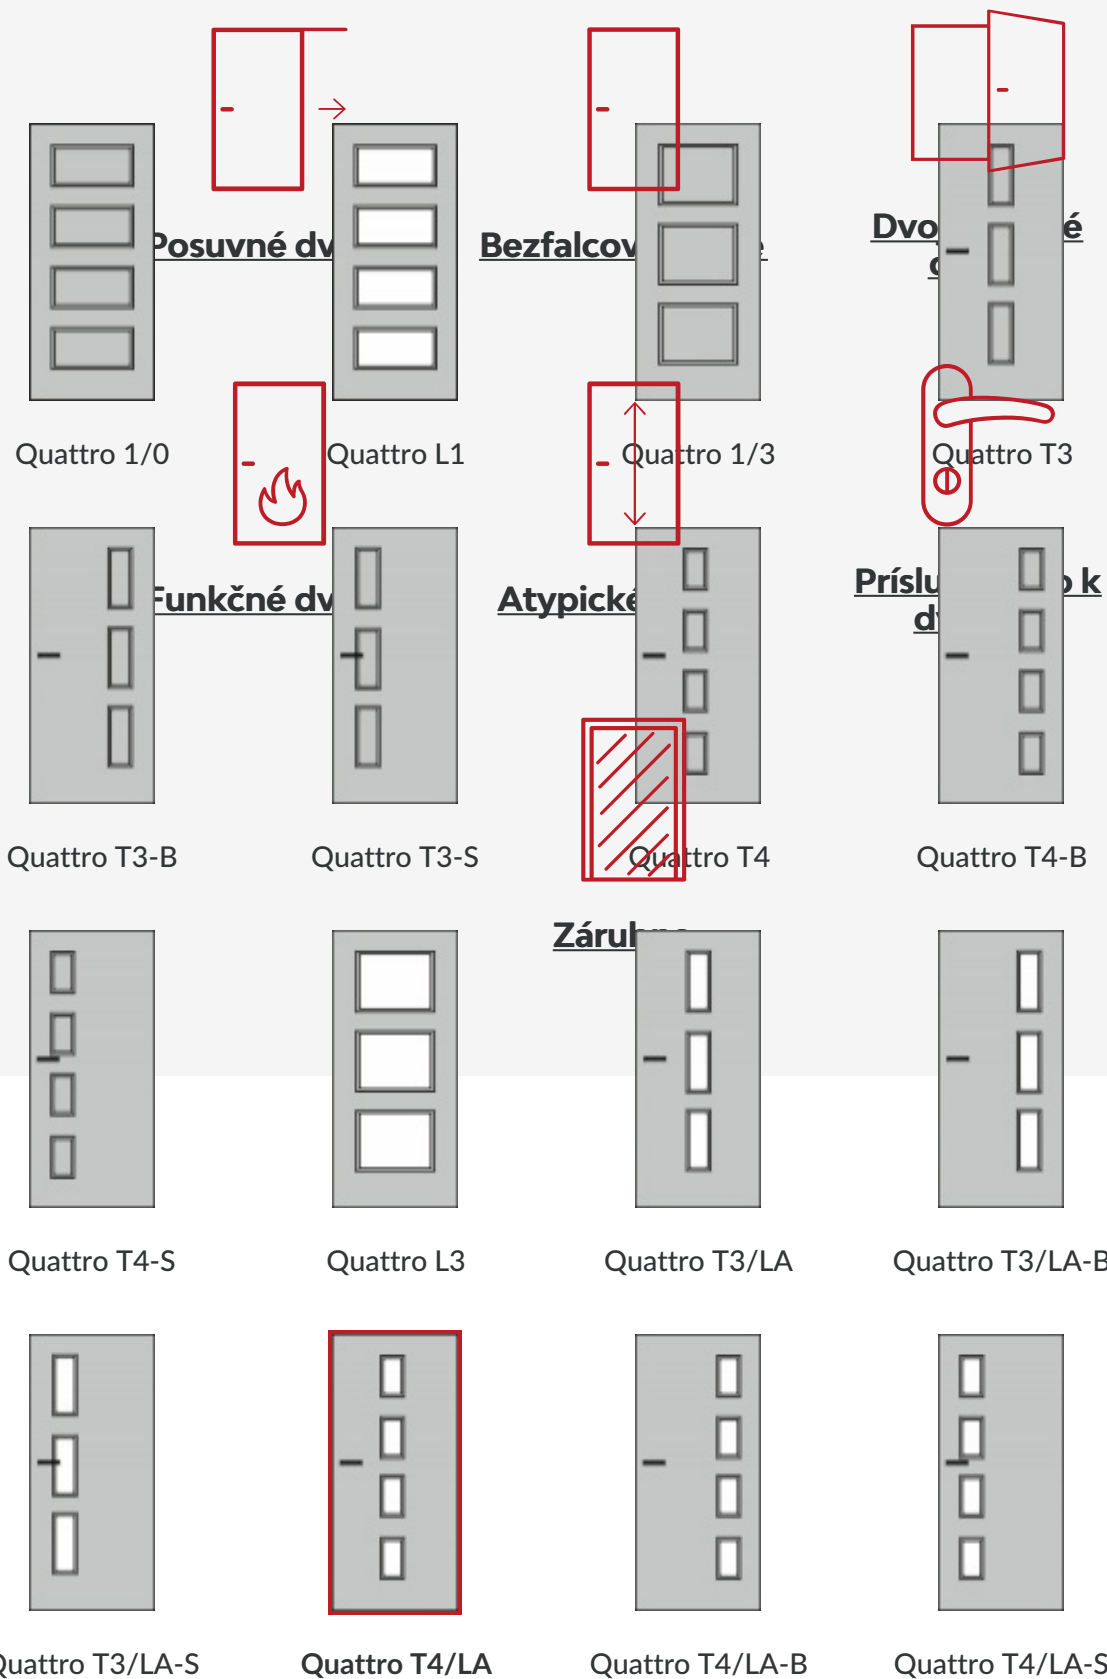 Posuvné dv
Bezfalcov
Quattro 1/0
Quattro L1
Quattro 1/3
Quattro T3
Funkčné dv
Atypické
Príslu
k
Quattro T3-B
Quattro T3-S
Quattro T4
Quattro T4-B
Quattro T4-S
Quattro L3
Quattro T3/LA
Quattro T3/LA-B
Quattro T3/LA-S
Quattro T4/LA
Quattro T4/LA-B
Quattro T4/LA-S